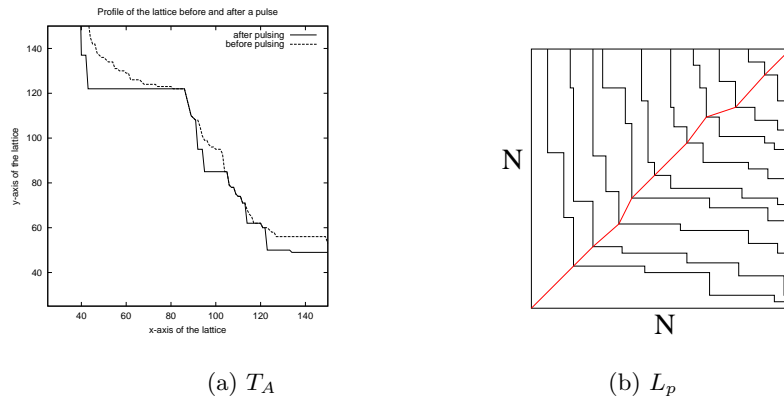 Profile of the lattice before and after a pulse
after pulsing
before pulsing
y-axis of the lattice
140
120
100
80
60
40
40 60 80 100 120 140
x-axis of the lattice
N
N
(a) T_A
(b) L_p